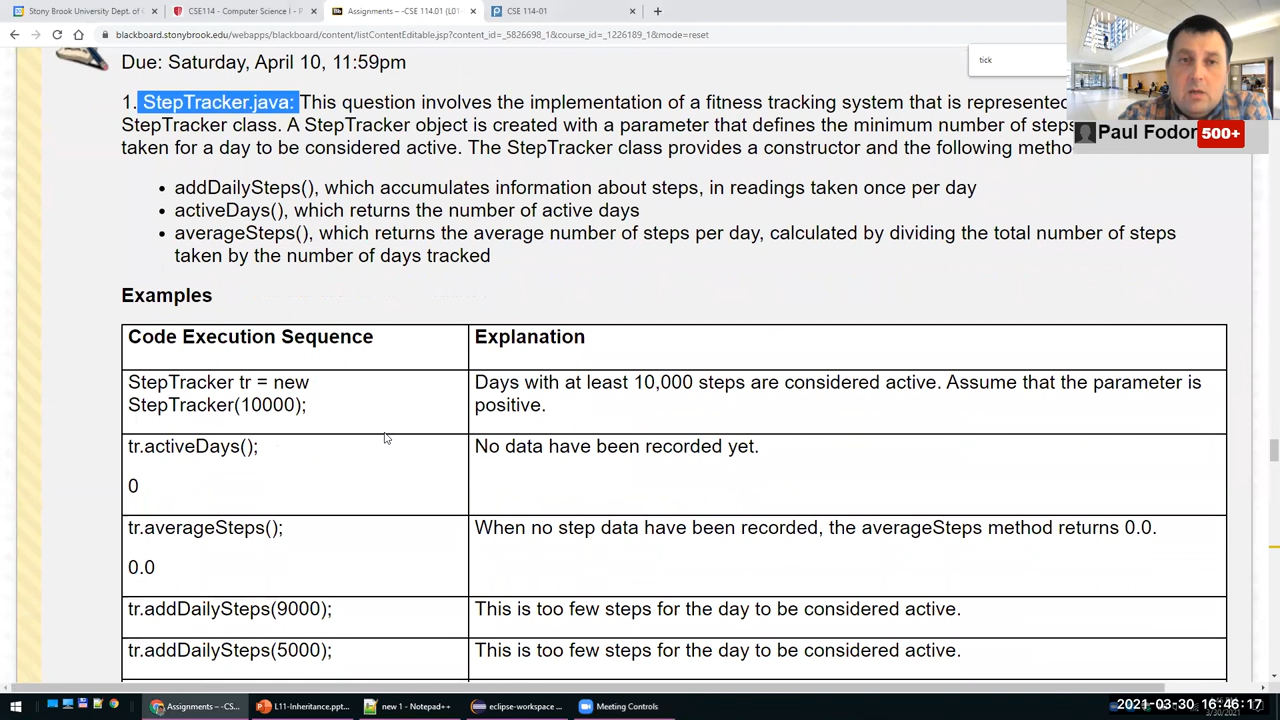 Stony Brook University Dept. of C
CSE114 - Computer Science I - P
Assignments – -CSE 114.01 (L01
CSE 114-01
blackboard.stonybrook.edu/webapps/blackboard/content/listContentEditable.jsp?content_id=_5826698_1&course_id=_1226189_1&mode=reset
tick
Paul Fodor 500+
Due: Saturday, April 10, 11:59pm
1. StepTracker.java: This question involves the implementation of a fitness tracking system that is represented
StepTracker class. A StepTracker object is created with a parameter that defines the minimum number of steps
taken for a day to be considered active. The StepTracker class provides a constructor and the following metho
• addDailySteps(), which accumulates information about steps, in readings taken once per day
• activeDays(), which returns the number of active days
• averageSteps(), which returns the average number of steps per day, calculated by dividing the total number of steps
taken by the number of days tracked
Examples
Code Execution Sequence
Explanation
StepTracker tr = new
StepTracker(10000);
Days with at least 10,000 steps are considered active. Assume that the parameter is
positive.
tr.activeDays();
0
No data have been recorded yet.
tr.averageSteps();
0.0
When no step data have been recorded, the averageSteps method returns 0.0.
tr.addDailySteps(9000);
This is too few steps for the day to be considered active.
tr.addDailySteps(5000);
This is too few steps for the day to be considered active.
Assignments – -CS...
L11-Inheritance.ppt...
new 1 - Notepad++
eclipse-workspace ...
Meeting Controls
2021-03-30 16:46:17